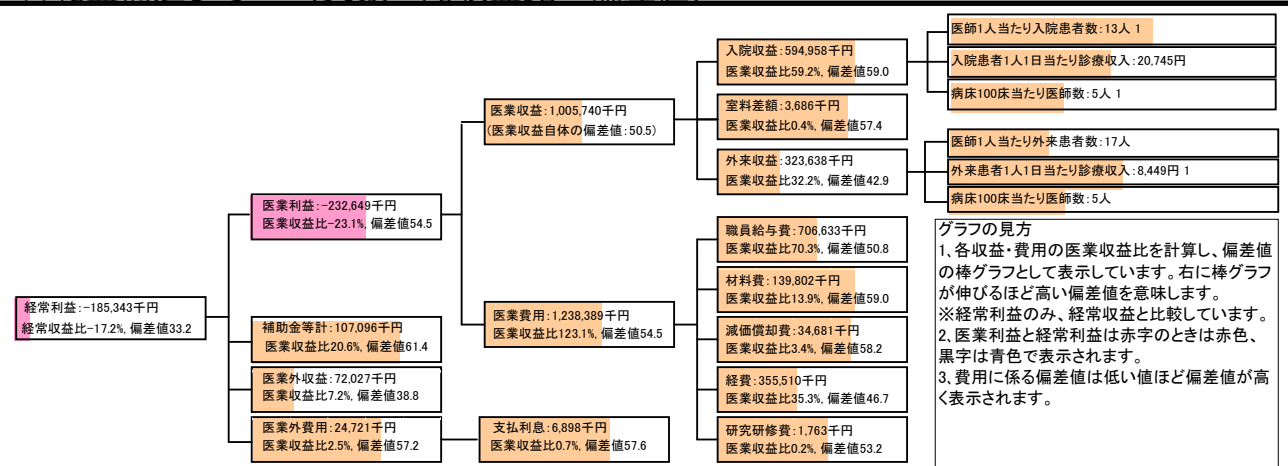 経常利益:-185,343千円
経常収比-17.2%, 偏差値33.2
医業利益:-232,649千円
医業収益比-23.1%, 偏差値54.5
補助金等計:107,096千円
医業収益比20.6%, 偏差値61.4
医業外収益:72,027千円
医業収益比7.2%, 偏差値38.8
医業外費用:24,721千円
医業収益比2.5%, 偏差値57.2
医業収益:1,005,740千円
(医業収益自体の偏差値:50.5)
医業費用:1,238,389千円
医業収益比123.1%, 偏差値54.5
支払利息:6,898千円
医業収益比0.7%, 偏差値57.6
入院収益:594,958千円
医業収益比59.2%, 偏差値59.0
室料差額:3,686千円
医業収益比0.4%, 偏差値57.4
外来収益:323,638千円
医業収益比32.2%, 偏差値42.9
職員給与費:706,633千円
医業収益比70.3%, 偏差値50.8
材料費:139,802千円
医業収益比13.9%, 偏差値59.0
減価償却費:34,681千円
医業収益比3.4%, 偏差値58.2
経費:355,510千円
医業収益比35.3%, 偏差値46.7
研究研修費:1,763千円
医業収益比0.2%, 偏差値53.2
医師1人当たり入院患者数:13人 1
入院患者1人1日当たり診療収入:20,745円
病床100床当たり医師数:5人 1
医師1人当たり外来患者数:17人
外来患者1人1日当たり診療収入:8,449円 1
病床100床当たり医師数:5人
グラフの見方
1、各収益・費用の医業収益比を計算し、偏差値
の棒グラフとして表示しています。右に棒グラフ
が伸びるほど高い偏差値を意味します。
※経常利益のみ、経常収益と比較しています。
2、医業利益と経常利益は赤字のときは赤色、
黒字は青色で表示されます。
3、費用に係る偏差値は低い値ほど偏差値が高
く表示されます。